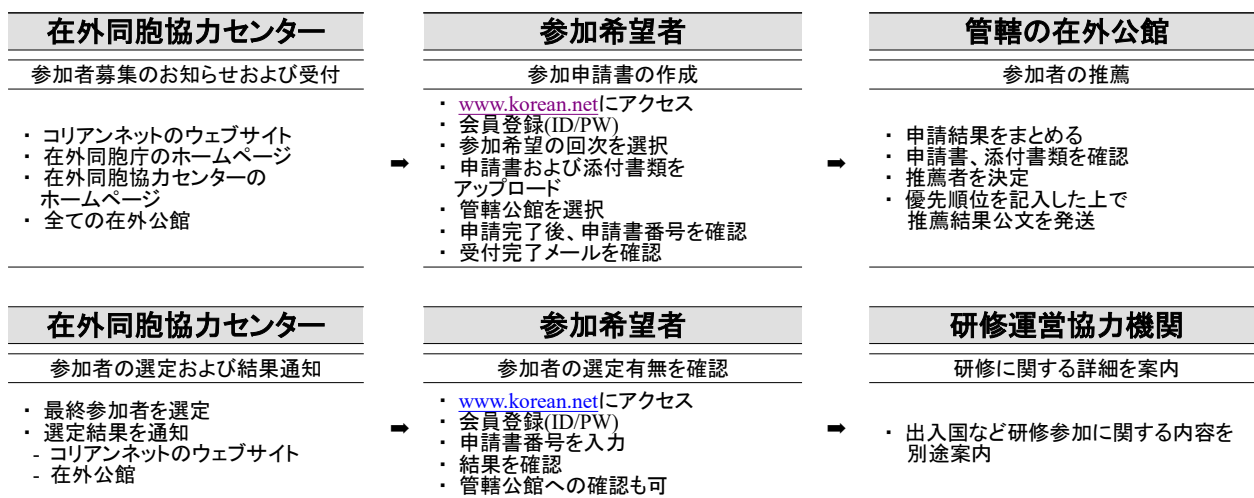 在外同胞協力センター
参加者募集のお知らせおよび受付
・ コリアンネットのウェブサイト
・ 在外同胞庁のホームページ
・ 在外同胞協力センターの
ホームページ
・ 全ての在外公館
➡
参加希望者
参加申請書の作成
・ www.korean.netにアクセス
・ 会員登録(ID/PW)
・ 参加希望の回次を選択
・ 申請書および添付書類を
アップロード
・ 管轄公館を選択
・ 申請完了後、申請書番号を確認
・ 受付完了メールを確認
➡
管轄の在外公館
参加者の推薦
・ 申請結果をまとめる
・ 申請書、添付書類を確認
・ 推薦者を決定
・ 優先順位を記入した上で
推薦結果公文を発送
在外同胞協力センター
参加者の選定および結果通知
・ 最終参加者を選定
・ 選定結果を通知
- コリアンネットのウェブサイト
- 在外公館
➡
参加希望者
参加者の選定有無を確認
・ www.korean.netにアクセス
・ 会員登録(ID/PW)
・ 申請書番号を入力
・ 結果を確認
・ 管轄公館への確認も可
➡
研修運営協力機関
研修に関する詳細を案内
・ 出入国など研修参加に関する内容を
別途案内